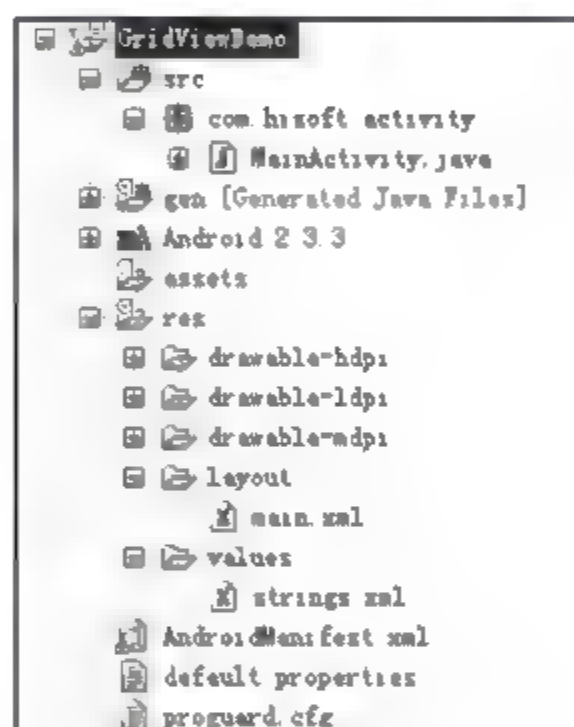 GridViewDemo
src
com.hisoft.activity
MainActivity.java
gen [Generated Java Files]
Android 2.3.3
assets
res
drawable-hdpi
drawable-ldpi
drawable-mdpi
layout
main.xml
values
strings.xml
AndroidManifest.xml
default.properties
proguard.cfg